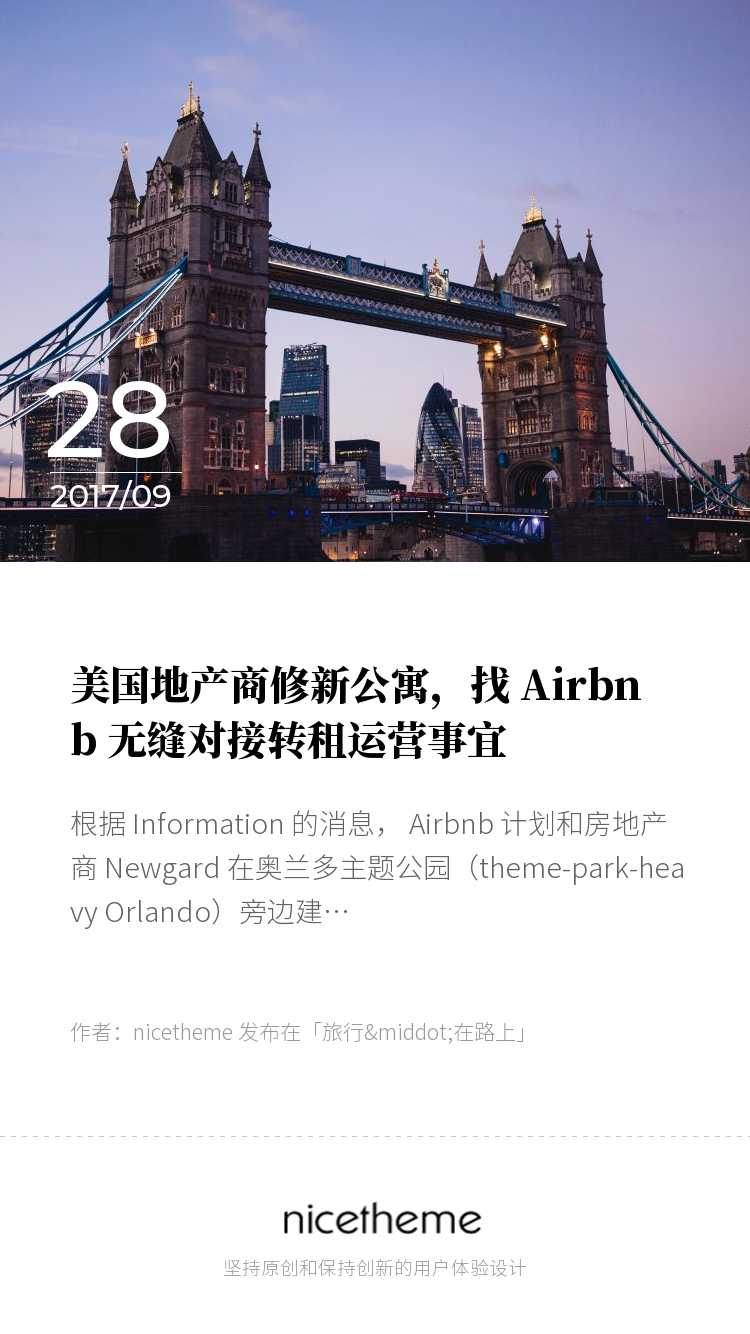 28
2017/09
美国地产商修新公寓，找 Airbn
b 无缝对接转租运营事宜
根据 Information 的消息， Airbnb 计划和房地产
商 Newgard 在奥兰多主题公园（theme-park-hea
vy Orlando）旁边建…
作者：nicetheme 发布在「旅行&middot;在路上」
nicetheme
坚持原创和保持创新的用户体验设计